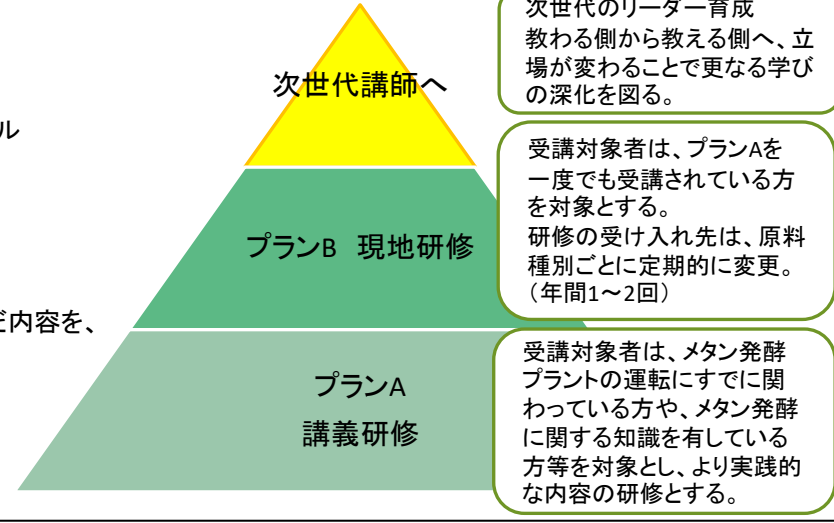 次世代のリーダー育成
教わる側から教える側へ、立
場が変わることで更なる学び
の深化を図る。
次世代講師へ
ル
受講対象者は、プランAを
一度でも受講されている方
を対象とする。
研修の受け入れ先は、原料
種別ごとに定期的に変更。
（年間1～2回）
プランB 現地研修
だ内容を、
受講対象者は、メタン発酵
プラントの運転にすでに関
わっている方や、メタン発酵
に関する知識を有している
方等を対象とし、より実践的
な内容の研修とする。
プランA
講義研修